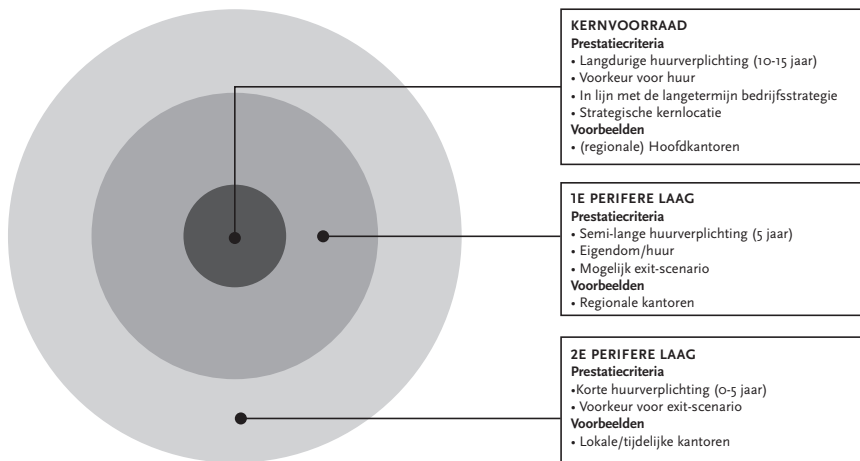 KERNVOORRAAD
Prestatiecriteria
• Langdurige huurverplichting (10-15 jaar)
• Voorkeur voor huur
• In lijn met de langetermijn bedrijfsstrategie
• Strategische kernlocatie
Voorbeelden
• (regionale) Hoofdkantoren
1E PERIFERE LAAG
Prestatiecriteria
• Semi-lange huurverplichting (5 jaar)
• Eigendom/huur
• Mogelijk exit-scenario
Voorbeelden
• Regionale kantoren
2E PERIFERE LAAG
Prestatiecriteria
•Korte huurverplichting (0-5 jaar)
• Voorkeur voor exit-scenario
Voorbeelden
• Lokale/tijdelijke kantoren